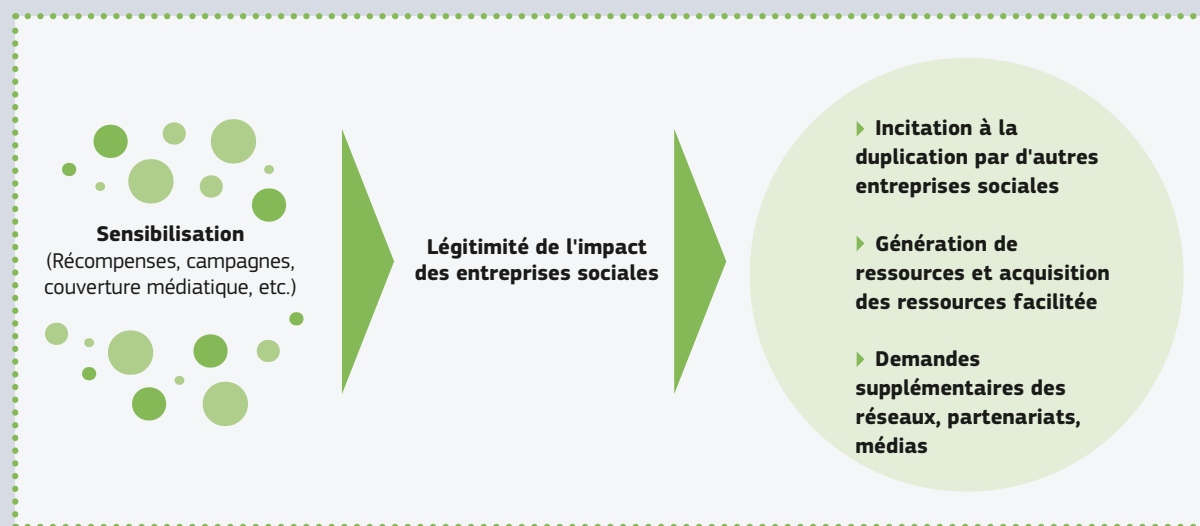 Sensibilisation
(Récompenses, campagnes,
couverture médiatique, etc.)
Légitimité de l'impact
des entreprises sociales
Incitation à la
duplication par d'autres
entreprises sociales
Génération de
ressources et acquisition
des ressources facilitée
Demandes
supplémentaires des
réseaux, partenariats,
médias